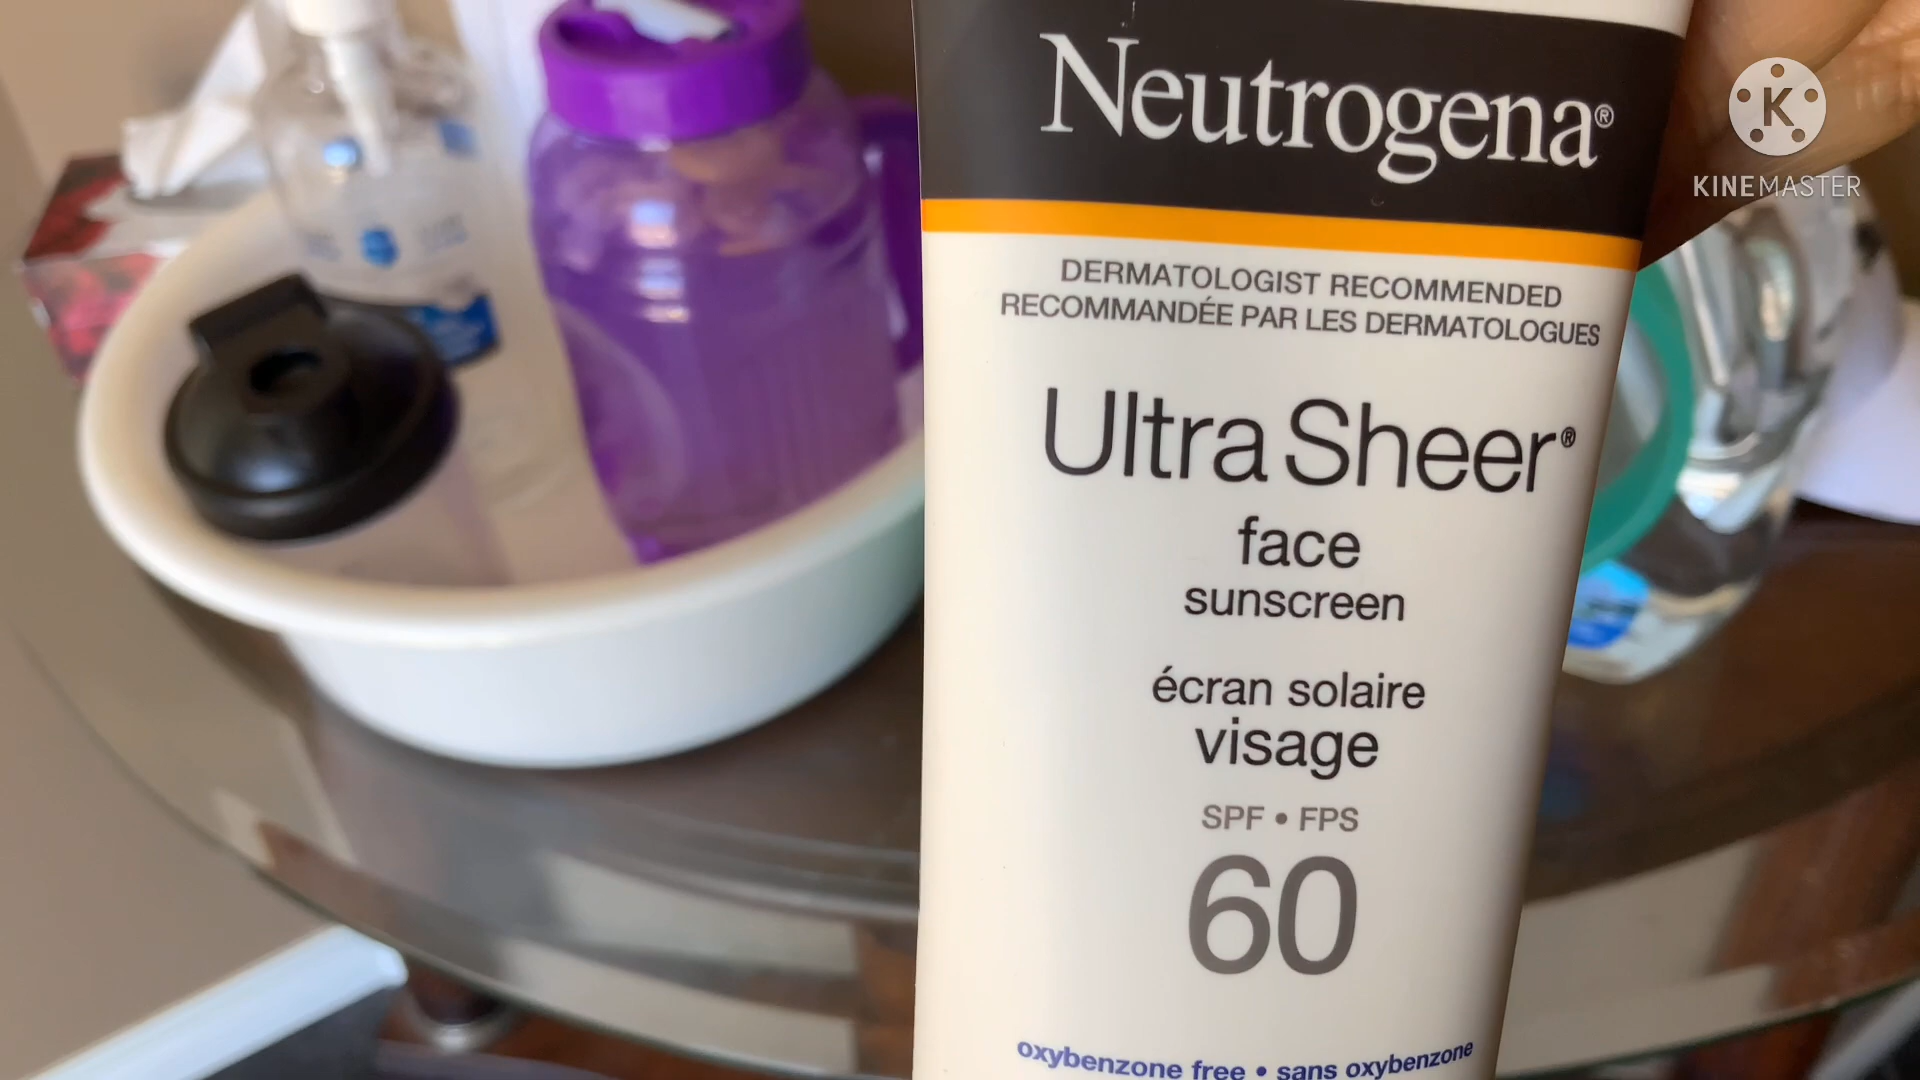 Neutrogena®
KINEMASTER
DERMATOLOGIST RECOMMENDED
RECOMMANDÉE PAR LES DERMATOLOGUES
Ultra Sheer®
face
sunscreen
écran solaire
visage
SPF • FPS
60
oxybenzone free • sans oxybenzone